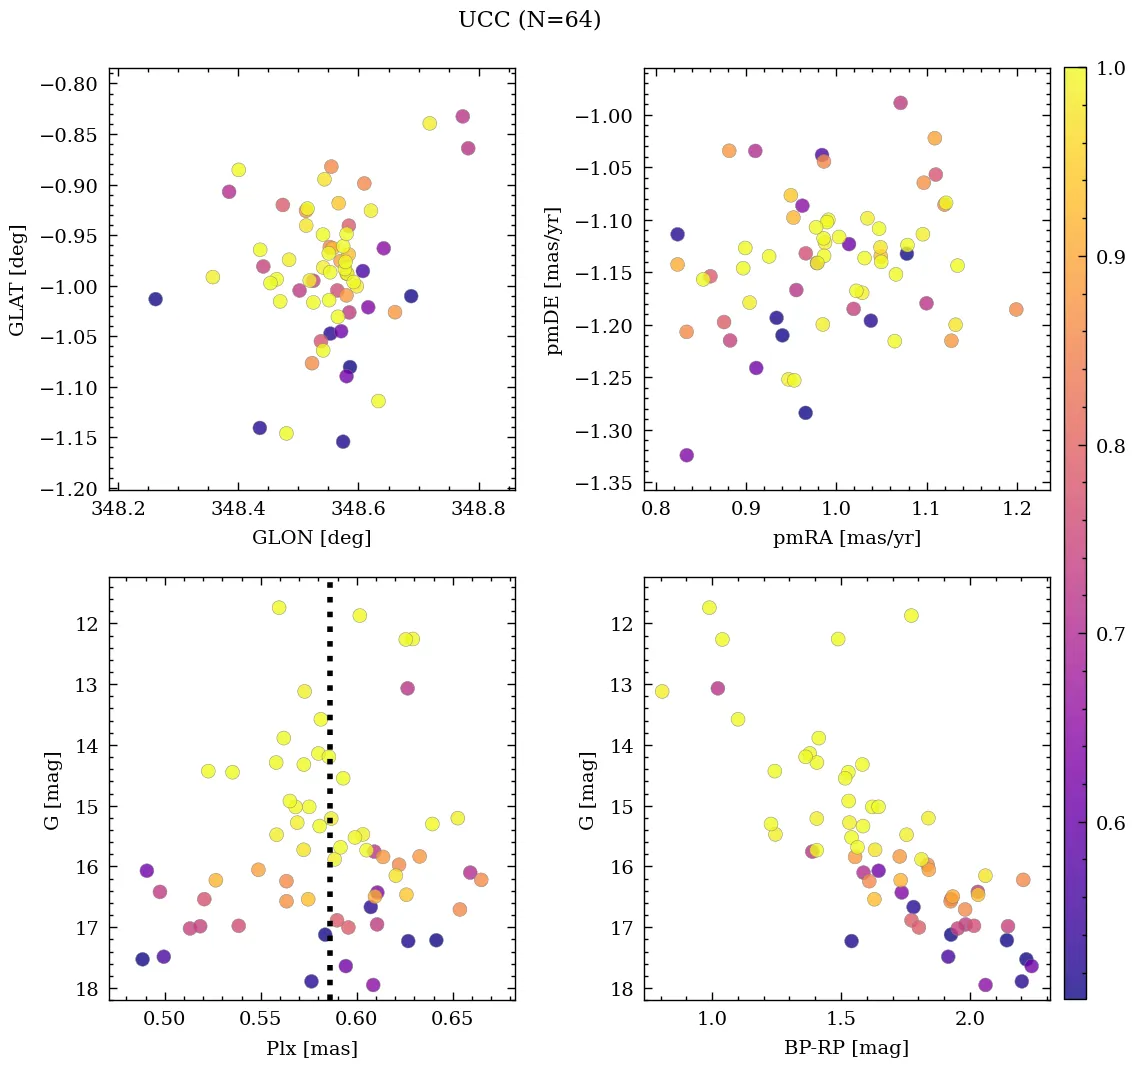 UCC (N=64)
−0.80
−0.85
−0.90
−0.95
−1.00
−1.05
−1.10
−1.15
−1.20
GLAT [deg]
348.2 348.4 348.6 348.8
GLON [deg]
−1.00
−1.05
−1.10
−1.15
−1.20
−1.25
−1.30
−1.35
pmDE [mas/yr]
0.8 0.9 1.0 1.1 1.2
pmRA [mas/yr]
12
13
14
15
16
17
18
G [mag]
0.50 0.55 0.60 0.65
Plx [mas]
12
13
14
15
16
17
18
G [mag]
1.0 1.5 2.0
BP-RP [mag]
1.0
0.9
0.8
0.7
0.6